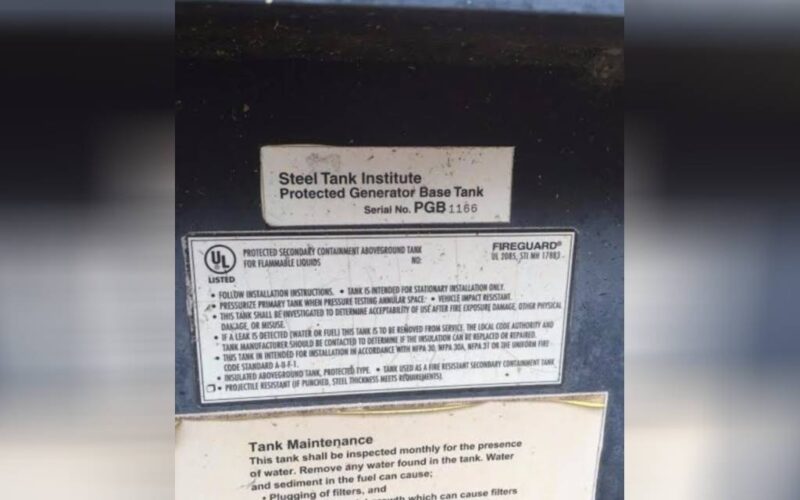 Steel Tank Institute
Protected Generator Base Tank
Serial No. PGB 1166
UL
LISTED
PROTECTED SECONDARY CONTAINMENT ABOVEGROUND TANK
FOR FLAMMABLE LIQUIDS NO:
FIREGUARD®
UL 2085, STI MH 17883
• FOLLOW INSTALLATION INSTRUCTIONS. • TANK IS INTENDED FOR STATIONARY INSTALLATION ONLY.
• PRESSURIZE PRIMARY TANK WHEN PRESSURE TESTING ANNULAR SPACE. • VEHICLE IMPACT RESISTANT.
• THIS TANK SHALL BE INVESTIGATED TO DETERMINE ACCEPTABILITY OF USE AFTER FIRE EXPOSURE DAMAGE, OTHER PHYSICAL
DAMAGE, OR MISUSE.
• IF A LEAK IS DETECTED (WATER OR FUEL) THIS TANK IS TO BE REMOVED FROM SERVICE, THE LOCAL CODE AUTHORITY AND
TANK MANUFACTURER SHOULD BE CONTACTED TO DETERMINE IF THE INSULATION CAN BE REPLACED OR REPAIRED.
• THIS TANK IN INTENDED FOR INSTALLATION IN ACCORDANCE WITH NFPA 30, NFPA 30A, NFPA 31 OR THE UNIFORM FIRE
CODE STANDARD A-II-F-1.
• INSULATED ABOVEGROUND TANK, PROTECTED TYPE. • TANK USED AS A FIRE RESISTANT SECONDARY CONTAINMENT TANK
• PROJECTILE RESISTANT (IF PUNCHED, STEEL THICKNESS MEETS REQUIREMENTS).
Tank Maintenance
This tank shall be inspected monthly for the presence
of water. Remove any water found in the tank. Water
and sediment in the fuel can cause;
• Plugging of filters, and
growth which can cause filters